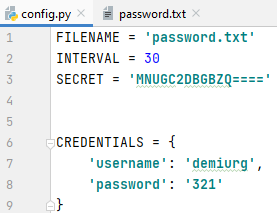 config.py password.txt
1 FILENAME = 'password.txt'
2 INTERVAL = 30
3 SECRET = 'MNUGC2DBGBZQ===='
4
5
6 CREDENTIALS = {
7 'username': 'demiurg',
8 'password': '321'
9 }